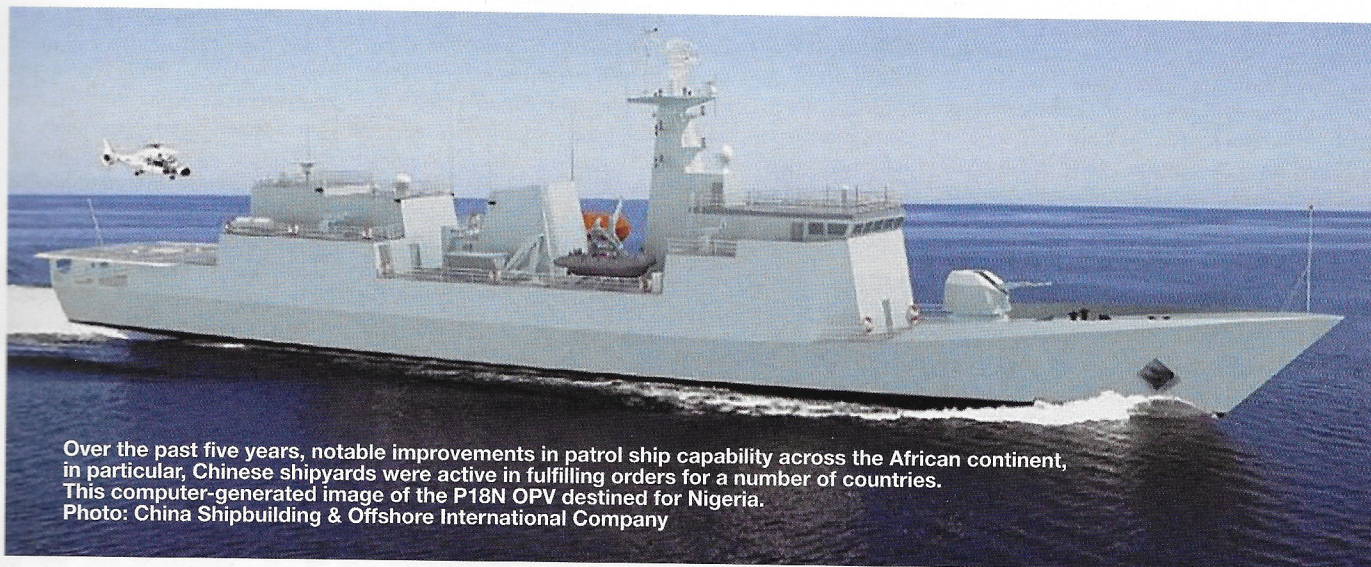 Over the past five years, notable improvements in patrol ship capability across the African continent,
in particular, Chinese shipyards were active in fulfilling orders for a number of countries.
This computer-generated image of the P18N OPV destined for Nigeria.
Photo: China Shipbuilding & Offshore International Company